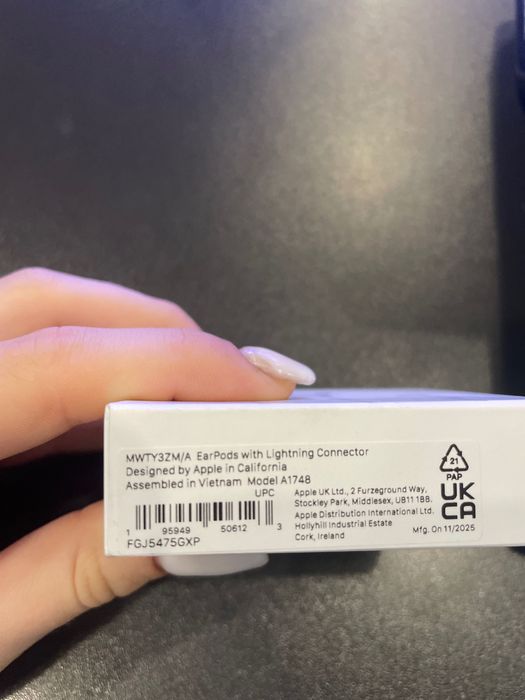 MWTY3ZM/A EarPods with Lightning Connector
Designed by Apple in California
Assembled in Vietnam Model A1748
UPC
1 95949 50612 3
FGJ5475GXP
Apple UK Ltd., 2 Furzeground Way,
Stockley Park, Middlesex, UB11 1BB.
Apple Distribution International Ltd.
Hollyhill Industrial Estate
Cork, Ireland
21
PAP
UK
CA
Mfg. On 11/2025